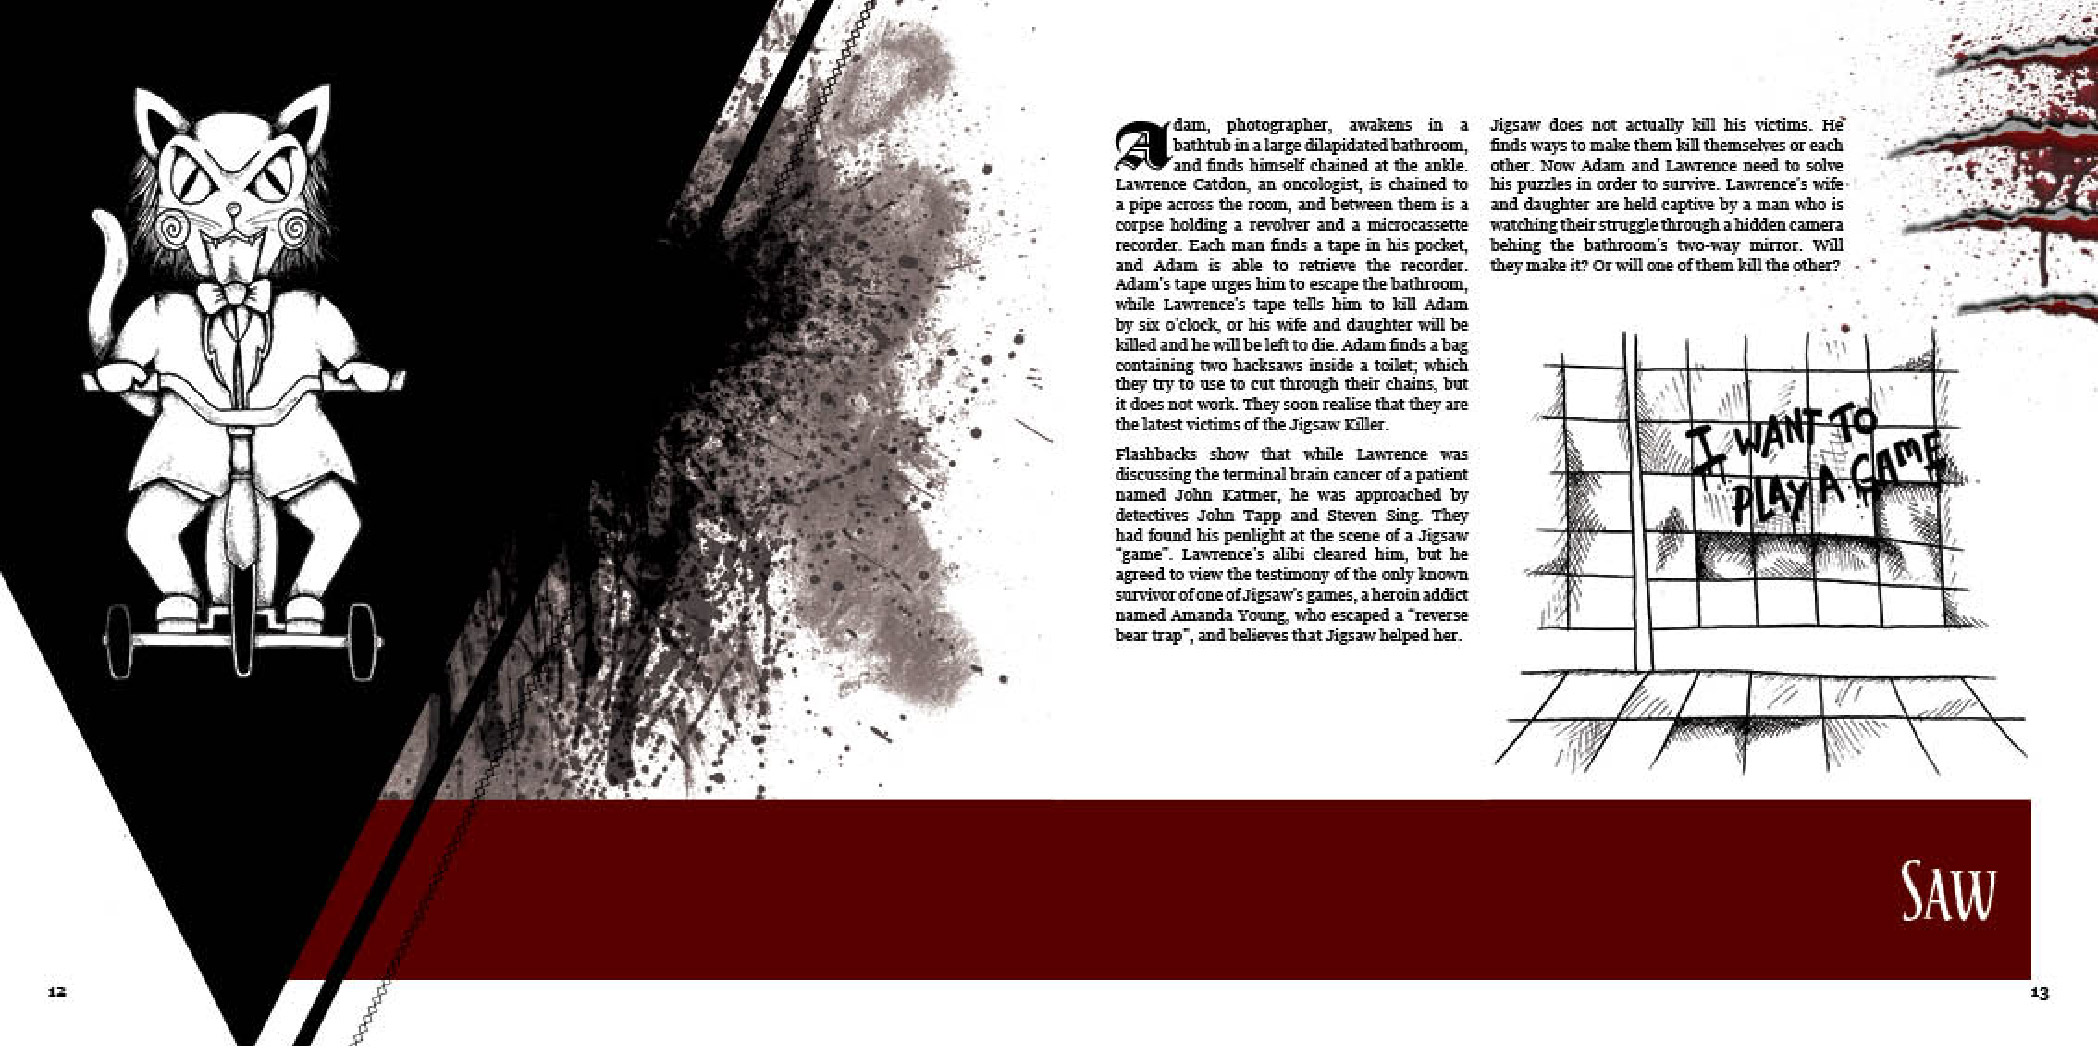 Adam, photographer, awakens in a
bathtub in a large dilapidated bathroom,
and finds himself chained at the ankle.
Lawrence Catdon, an oncologist, is chained to
a pipe across the room, and between them is a
corpse holding a revolver and a microcassette
recorder. Each man finds a tape in his pocket,
and Adam is able to retrieve the recorder.
Adam's tape urges him to escape the bathroom,
while Lawrence's tape tells him to kill Adam
by six o'clock, or his wife and daughter will be
killed and he will be left to die. Adam finds a bag
containing two hacksaws inside a toilet; which
they try to use to cut through their chains, but
it does not work. They soon realise that they are
the latest victims of the Jigsaw Killer.
Flashbacks show that while Lawrence was
discussing the terminal brain cancer of a patient
named John Katmer, he was approached by
detectives John Tapp and Steven Sing. They
had found his penlight at the scene of a Jigsaw
"game". Lawrence's alibi cleared him, but he
agreed to view the testimony of the only known
survivor of one of Jigsaw's games, a heroin addict
named Amanda Young, who escaped a "reverse
bear trap", and believes that Jigsaw helped her.
Jigsaw does not actually kill his victims. He
finds ways to make them kill themselves or each
other. Now Adam and Lawrence need to solve
his puzzles in order to survive. Lawrence's wife
and daughter are held captive by a man who is
watching their struggle through a hidden camera
behing the bathroom's two-way mirror. Will
they make it? Or will one of them kill the other?
I WANT TO
PLAY A GAME
SAW
12
13